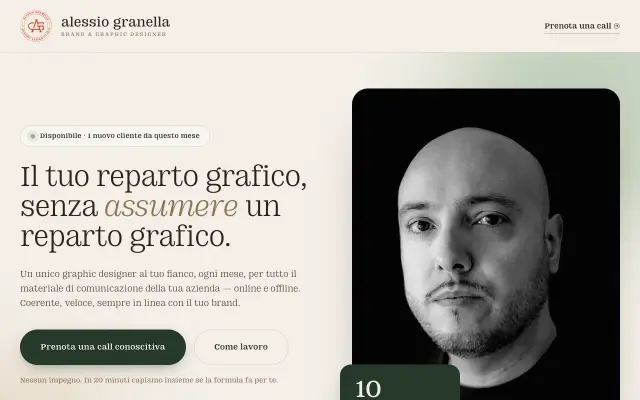 alessio granella
BRAND & GRAPHIC DESIGNER
Prenota una call
Disponibile · 1 nuovo cliente da questo mese
Il tuo reparto grafico,
senza assumere un
reparto grafico.
Un unico graphic designer al tuo fianco, ogni mese, per tutto il
materiale di comunicazione della tua azienda — online e offline.
Coerente, veloce, sempre in linea con il tuo brand.
Prenota una call conoscitiva
Come lavoro
Nessun impegno. In 20 minuti capiamo insieme se la formula fa per te.
10